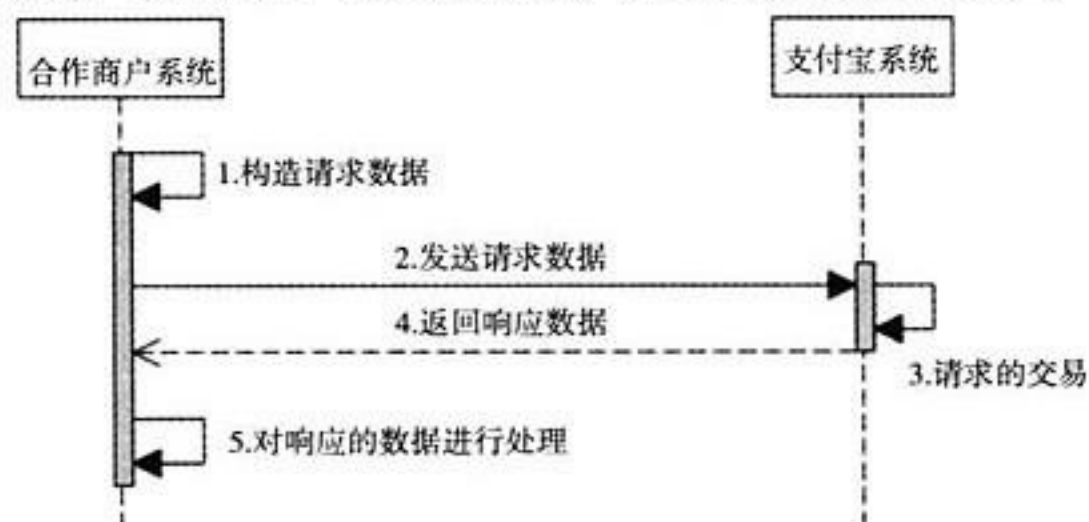 合作商户系统
支付宝系统
1.构造请求数据
2.发送请求数据
4.返回响应数据
3.请求的交易
5.对响应的数据进行处理